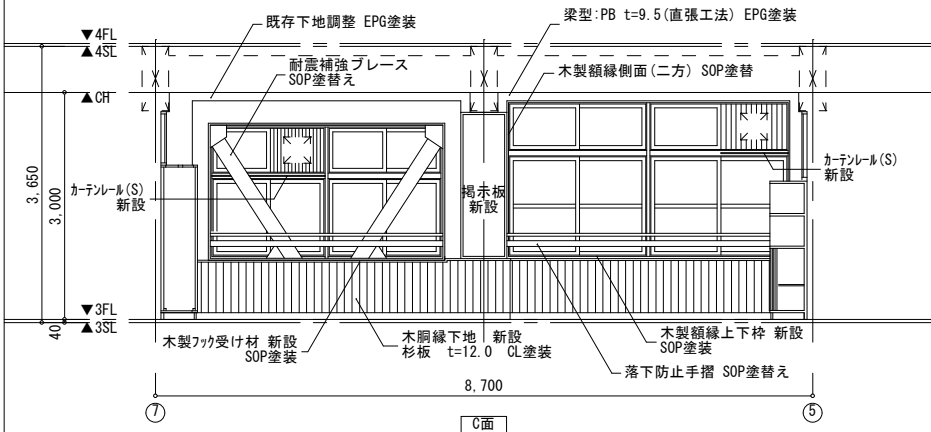 既存下地調整 EPG塗装
梁型:PB t=9.5(直張工法) EPG塗装
▼4FL
▲4SL
耐震補強ブレース
SOP塗替え
木製額縁側面(二方) SOP塗替
▲CH
3,650
3,000
カーテンレール(S)
新設
掲示板
新設
カーテンレール(S)
新設
▼3FL
▲3SL
40
木製フック受け材 新設
SOP塗装
木胴縁下地 新設
杉板 t=12.0 CL塗装
木製額縁上下枠 新設
SOP塗装
落下防止手摺 SOP塗替え
8,700
7
5
C面